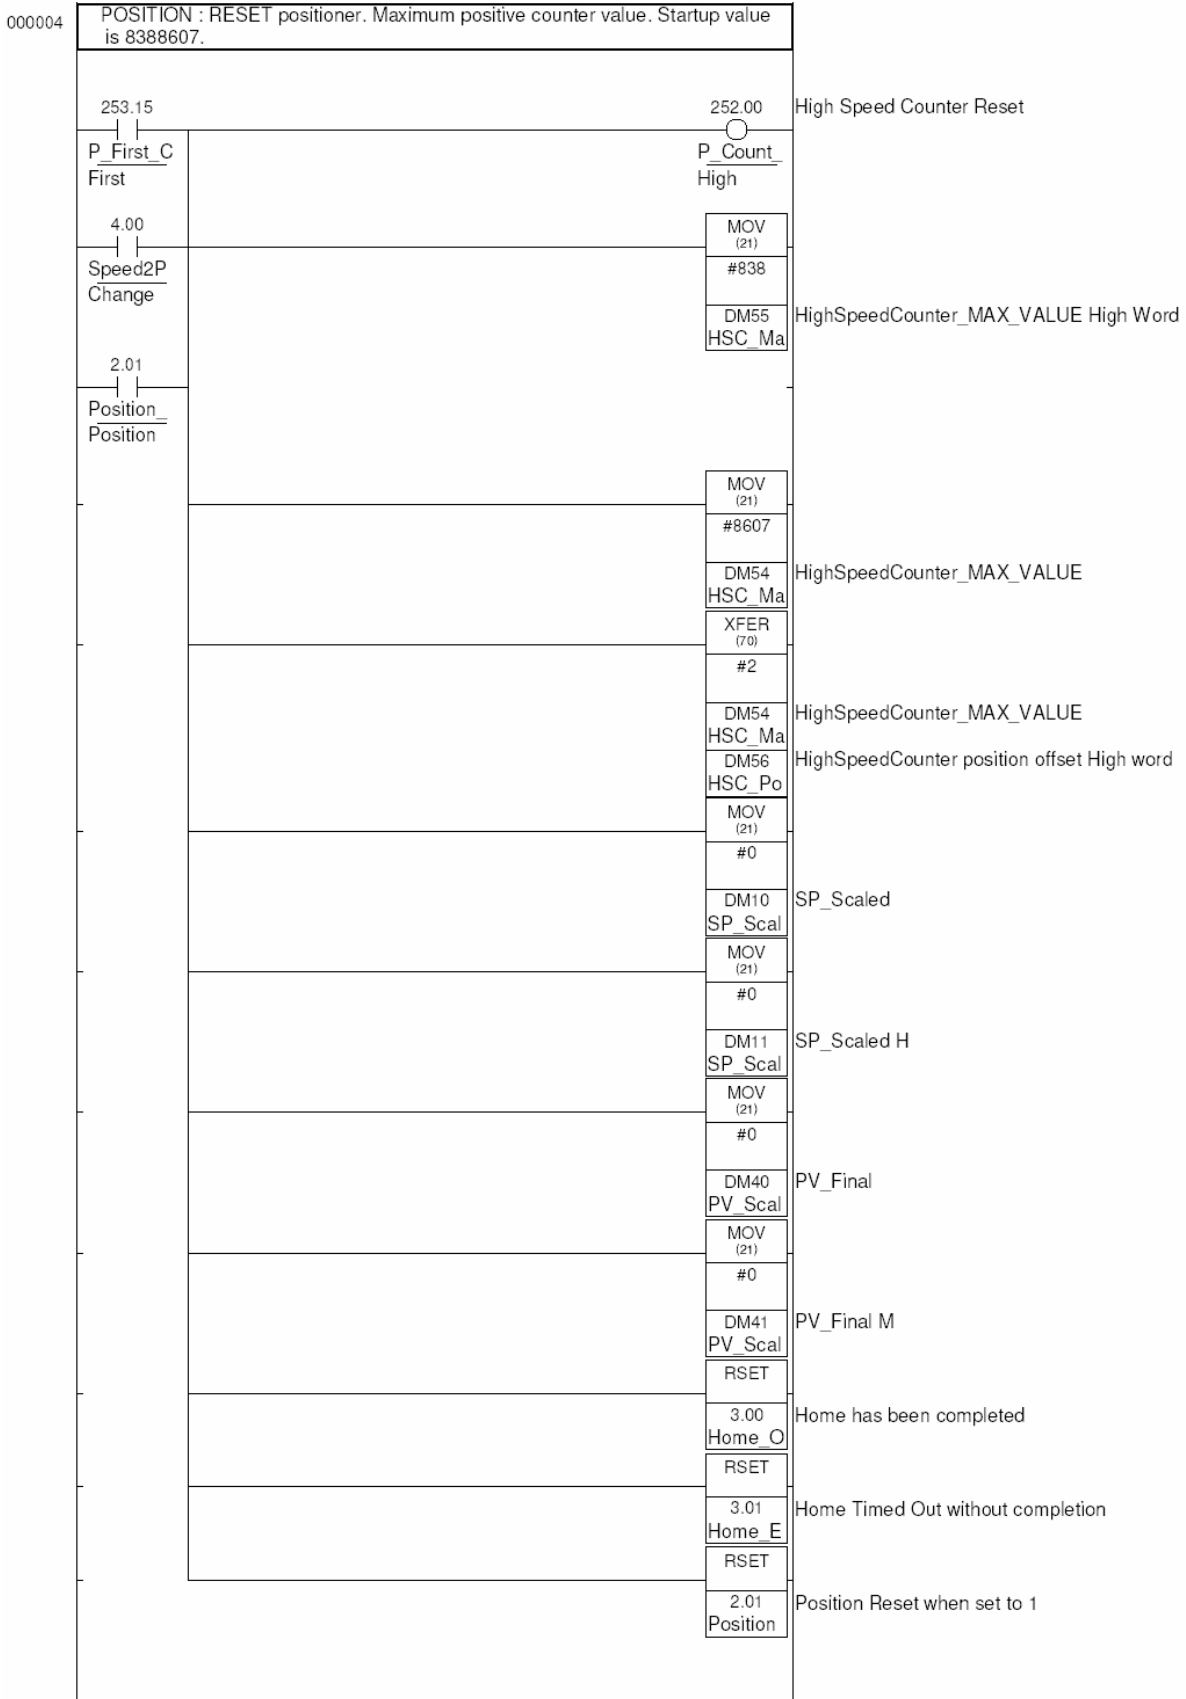 000004
POSITION : RESET positioner. Maximum positive counter value. Startup value
is 8388607.
253.15
252.00
High Speed Counter Reset
P_First_C
First
P_Count_
High
4.00
Speed2P
Change
MOV
(21)
#838
DM55
HSC_Ma
HighSpeedCounter_MAX_VALUE High Word
2.01
Position_
Position
MOV
(21)
#8607
DM54
HSC_Ma
HighSpeedCounter_MAX_VALUE
XFER
(70)
#2
DM54
HSC_Ma
HighSpeedCounter_MAX_VALUE
DM56
HSC_Po
HighSpeedCounter position offset High word
MOV
(21)
#0
DM10
SP_Scal
SP_Scaled
MOV
(21)
#0
DM11
SP_Scal
SP_Scaled H
MOV
(21)
#0
DM40
PV_Scal
PV_Final
MOV
(21)
#0
DM41
PV_Scal
PV_Final M
RSET
3.00
Home_O
Home has been completed
RSET
3.01
Home_E
Home Timed Out without completion
RSET
2.01
Position
Position Reset when set to 1